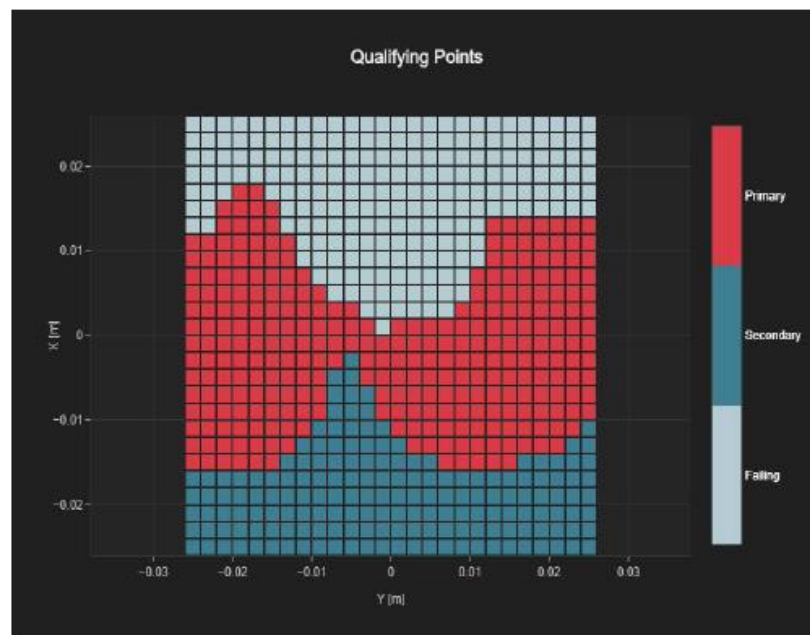 Qualifying Points
0.02
0.01
0
−0.01
−0.02
X [m]
−0.03
−0.02
−0.01
0
0.01
0.02
0.03
Y [m]
Primary
Secondary
Failing